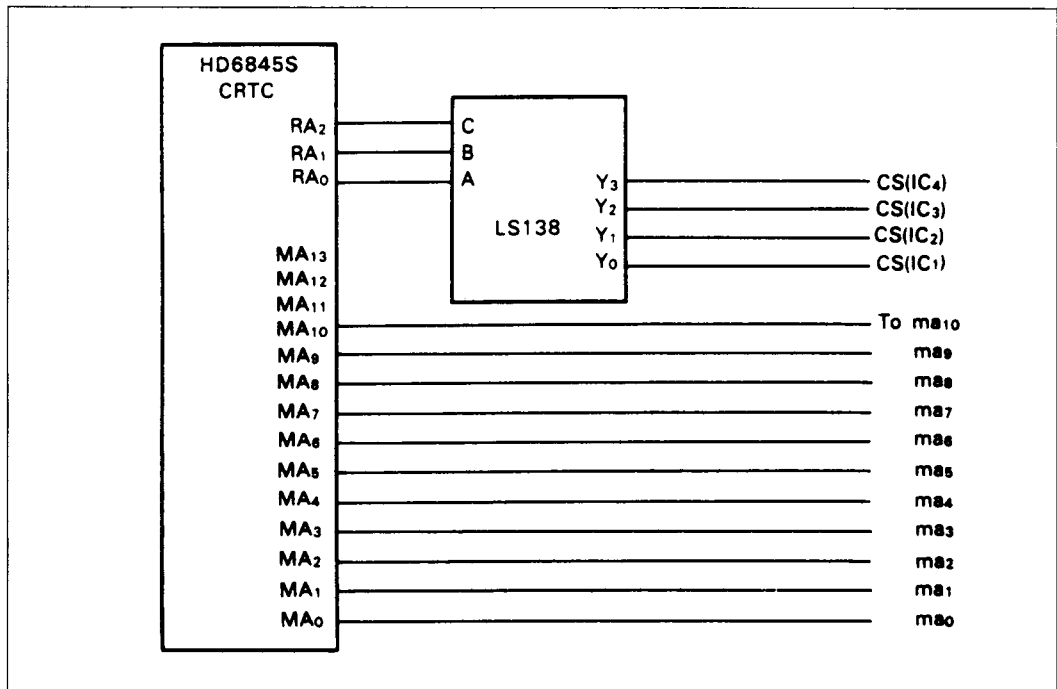 HD6845S
CRTC
RA2
RA1
RA0
C
B
A
LS138
Y3
Y2
Y1
Y0
CS(IC4)
CS(IC3)
CS(IC2)
CS(IC1)
MA13
MA12
MA11
MA10
MA9
MA8
MA7
MA6
MA5
MA4
MA3
MA2
MA1
MA0
To ma10
ma9
ma8
ma7
ma6
ma5
ma4
ma3
ma2
ma1
ma0